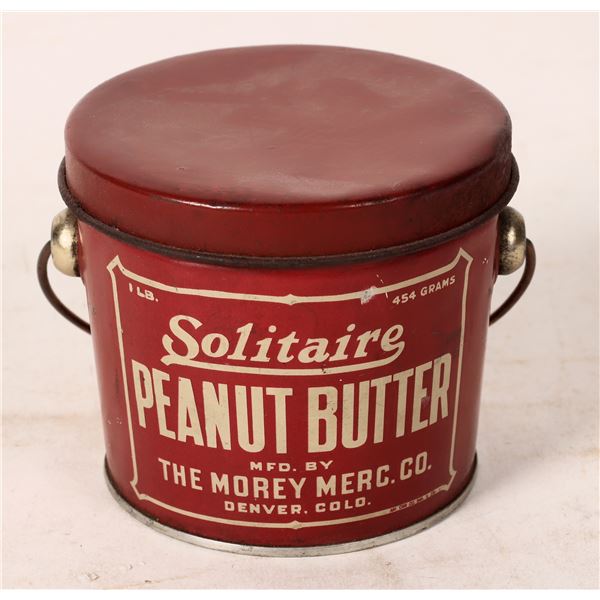 1 LB.
454 GRAMS
Solitaire
PEANUT BUTTER
MFD. BY
THE MOREY MERC. CO.
DENVER. COLO.